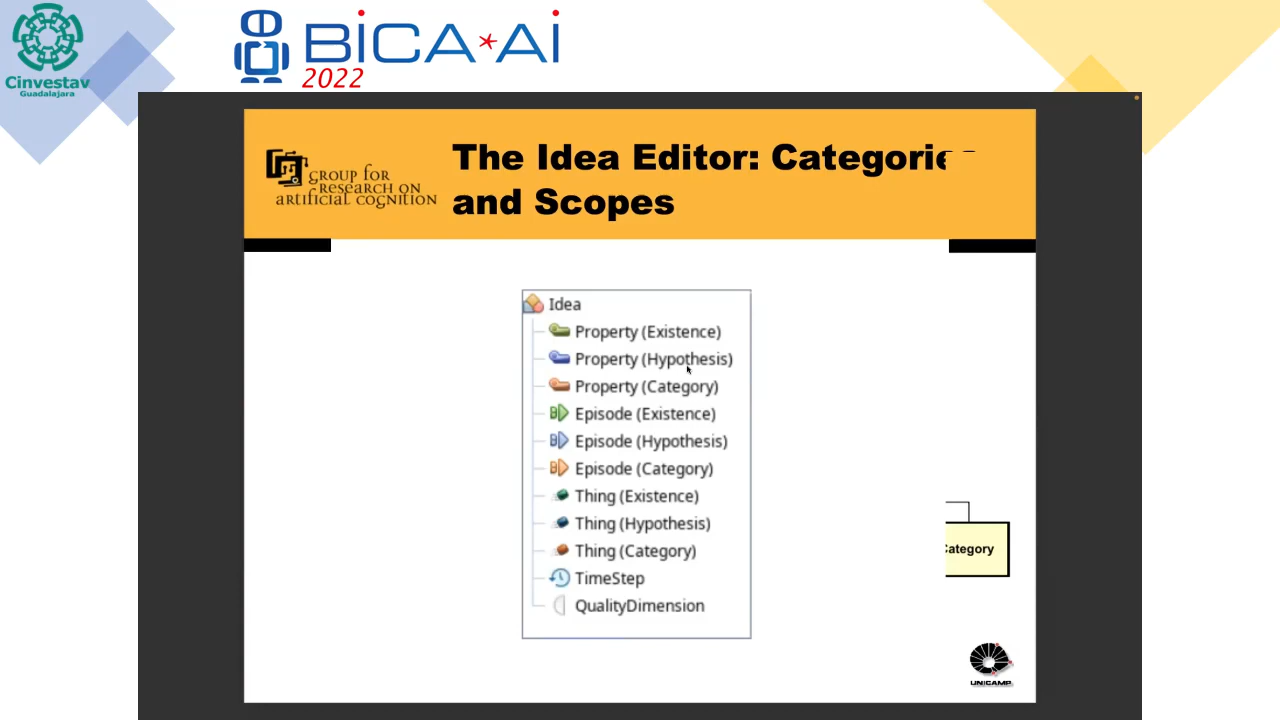 Cinvestav
Guadalajara
BICA*AI
2022
GROUP FOR
RESEARCH ON
ARTIFICIAL COGNITION
The Idea Editor: Categorie
and Scopes
Idea
Property (Existence)
Property (Hypothesis)
Property (Category)
Episode (Existence)
Episode (Hypothesis)
Episode (Category)
Thing (Existence)
Thing (Hypothesis)
Thing (Category)
TimeStep
QualityDimension
Category
UNICAMP